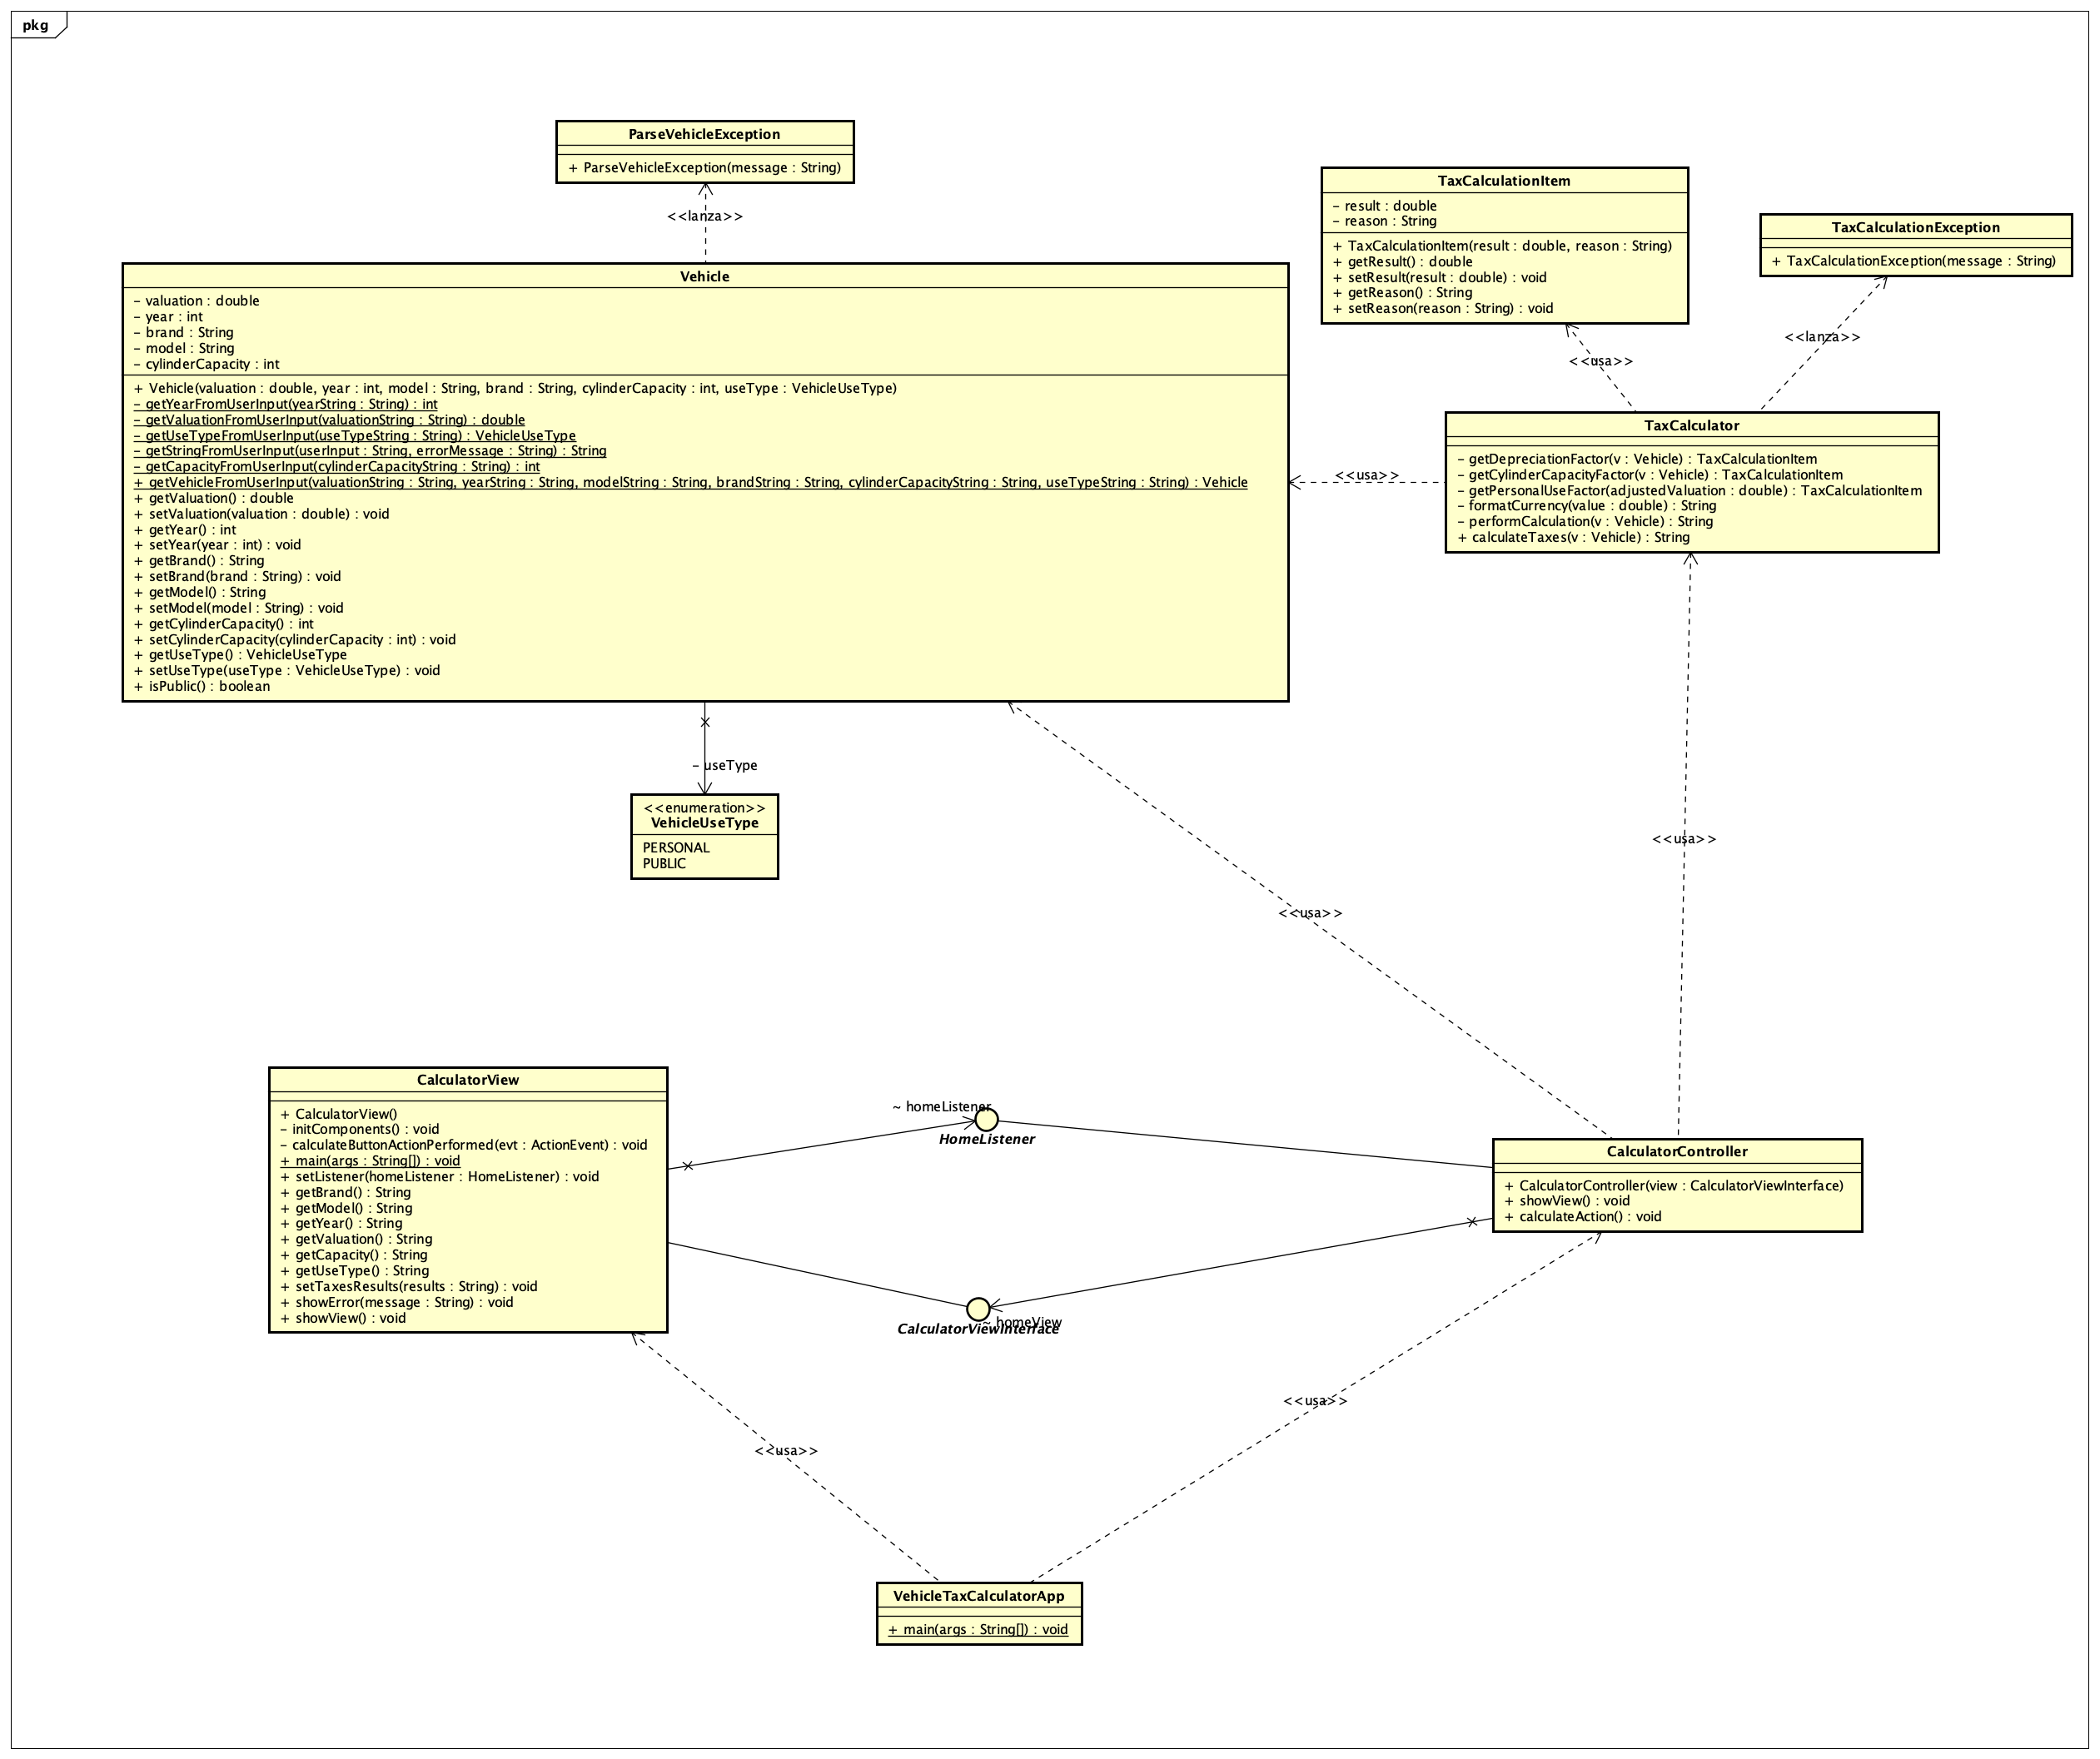 pkg
ParseVehicleException
+ ParseVehicleException(message : String)
<<lanza>>
Vehicle
– valuation : double
– year : int
– brand : String
– model : String
– cylinderCapacity : int
+ Vehicle(valuation : double, year : int, model : String, brand : String, cylinderCapacity : int, useType : VehicleUseType)
– getYearFromUserInput(yearString : String) : int
– getValuationFromUserInput(valuationString : String) : double
– getUseTypeFromUserInput(useTypeString : String) : VehicleUseType
– getStringFromUserInput(userInput : String, errorMessage : String) : String
– getCapacityFromUserInput(cylinderCapacityString : String) : int
+ getVehicleFromUserInput(valuationString : String, yearString : String, modelString : String, brandString : String, cylinderCapacityString : String, useTypeString : String) : Vehicle
+ getValuation() : double
+ setValuation(valuation : double) : void
+ getYear() : int
+ setYear(year : int) : void
+ getBrand() : String
+ setBrand(brand : String) : void
+ getModel() : String
+ setModel(model : String) : void
+ getCylinderCapacity() : int
+ setCylinderCapacity(cylinderCapacity : int) : void
+ getUseType() : VehicleUseType
+ setUseType(useType : VehicleUseType) : void
+ isPublic() : boolean
TaxCalculationItem
– result : double
– reason : String
+ TaxCalculationItem(result : double, reason : String)
+ getResult() : double
+ setResult(result : double) : void
+ getReason() : String
+ setReason(reason : String) : void
TaxCalculationException
+ TaxCalculationException(message : String)
<<usa>>
<<lanza>>
<<usa>>
TaxCalculator
– getDepreciationFactor(v : Vehicle) : TaxCalculationItem
– getCylinderCapacityFactor(v : Vehicle) : TaxCalculationItem
– getPersonalUseFactor(adjustedValuation : double) : TaxCalculationItem
– formatCurrency(value : double) : String
– performCalculation(v : Vehicle) : String
+ calculateTaxes(v : Vehicle) : String
– useType
<<enumeration>>
VehicleUseType
PERSONAL
PUBLIC
<<usa>>
<<usa>>
CalculatorView
+ CalculatorView()
– initComponents() : void
– calculateButtonActionPerformed(evt : ActionEvent) : void
+ main(args : String[]) : void
+ setListener(homeListener : HomeListener) : void
+ getBrand() : String
+ getModel() : String
+ getYear() : String
+ getValuation() : String
+ getCapacity() : String
+ getUseType() : String
+ setTaxesResults(results : String) : void
+ showError(message : String) : void
+ showView() : void
~ homeListener
HomeListener
~ homeView
CalculatorViewInterface
CalculatorController
+ CalculatorController(view : CalculatorViewInterface)
+ showView() : void
+ calculateAction() : void
<<usa>>
<<usa>>
VehicleTaxCalculatorApp
+ main(args : String[]) : void